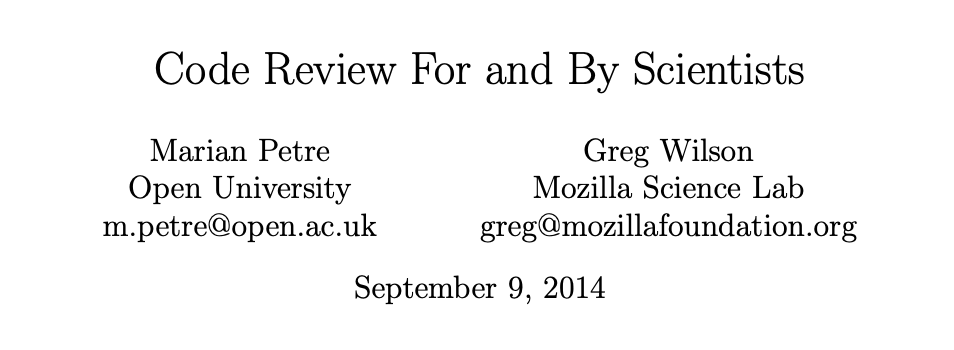 Code Review For and By Scientists
Marian Petre
Open University
m.petre@open.ac.uk
Greg Wilson
Mozilla Science Lab
greg@mozillafoundation.org
September 9, 2014